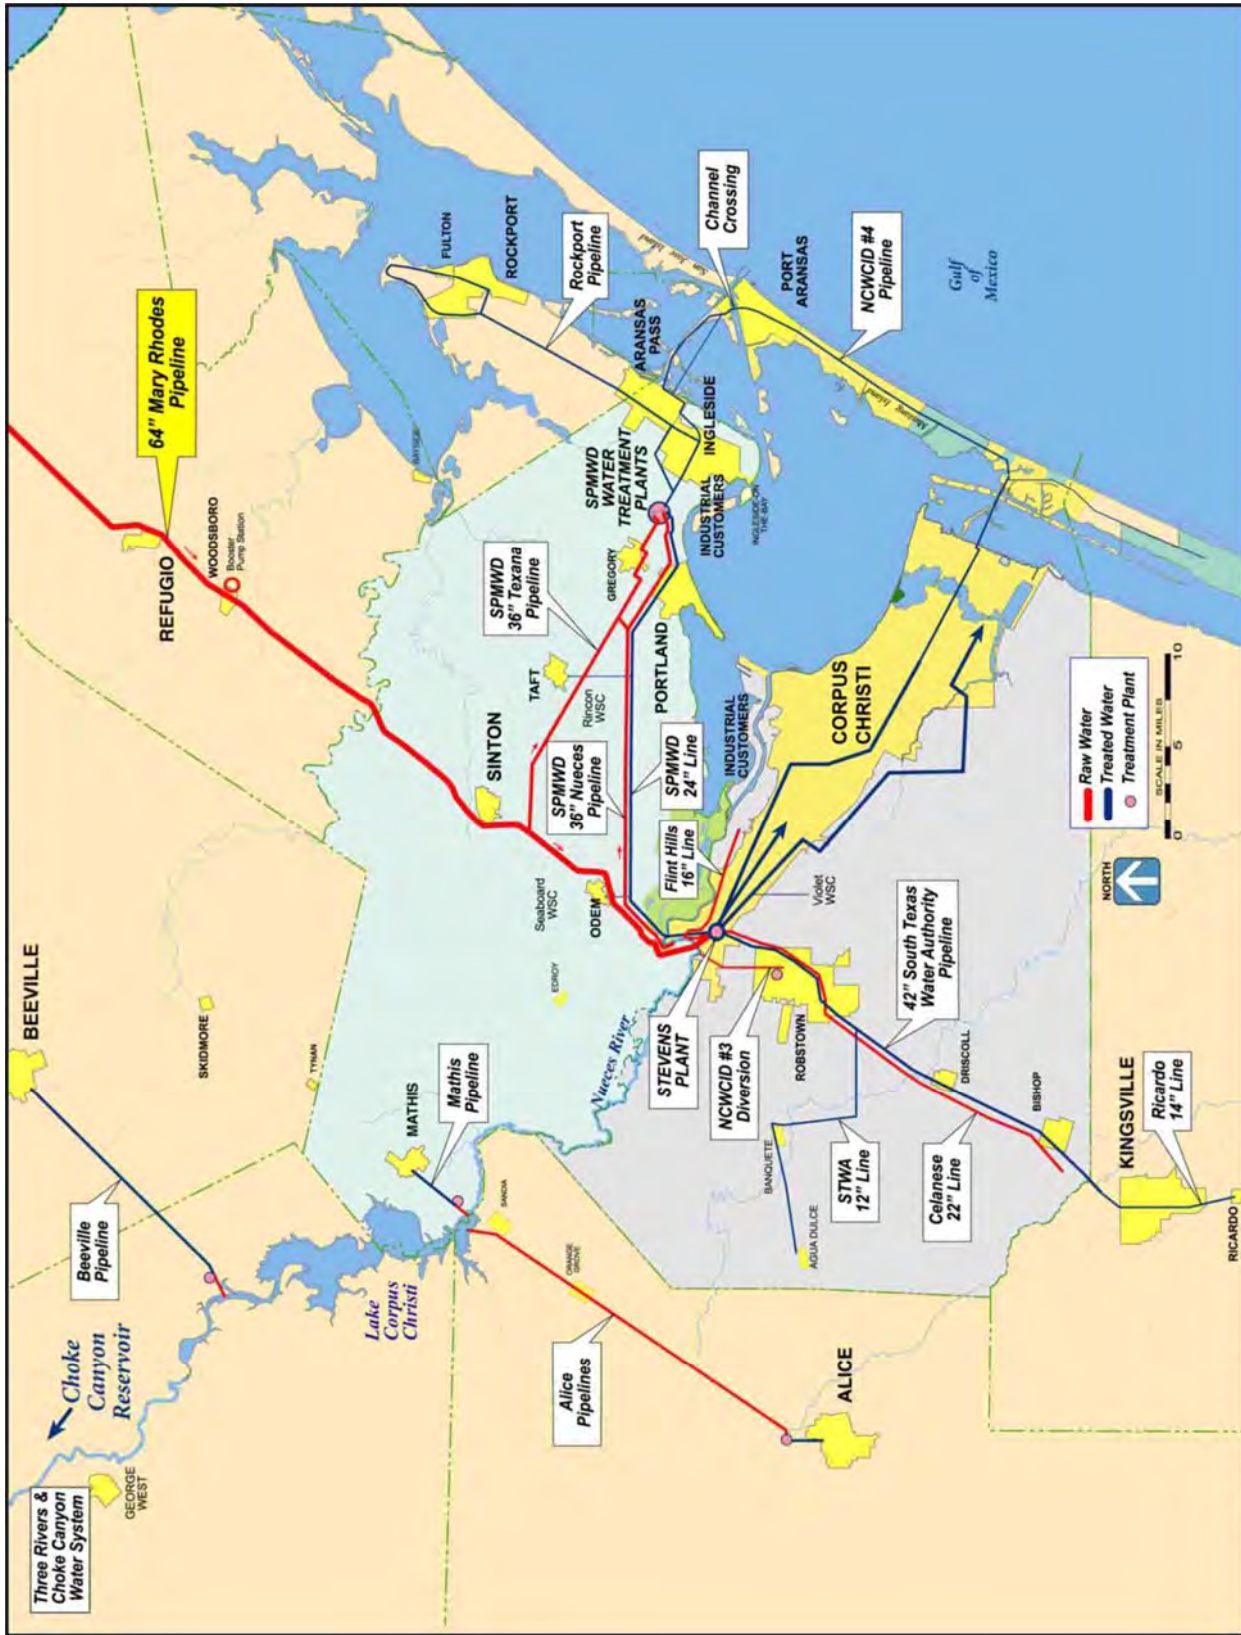 Three Rivers &
Choke Canyon
Water System
GEORGE
WEST
Choke
Canyon
Reservoir
Beeville
Pipeline
BEEVILLE
SKIDMORE
TYNAN
Lake
Corpus
Christi
MATHIS
Mathis
Pipeline
SANDIA
ORANGE
GROVE
Alice
Pipelines
ALICE
REFUGIO
64" Mary Rhodes
Pipeline
WOODSBORO
Booster
Pump Station
BAYSIDE
SINTON
Seaboard
WSC
ODEM
EDROY
Nueces River
SPMWD
36" Texana
Pipeline
TAFT
Rincon
WSC
SPMWD
36" Nueces
Pipeline
SPMWD
24" Line
PORTLAND
GREGORY
SPMWD
WATER
TREATMENT
PLANTS
INDUSTRIAL
CUSTOMERS
INGLESIDE
INGLESIDE-ON
THE-BAY
ARANSAS
PASS
FULTON
ROCKPORT
Rockport
Pipeline
San Jose Island
Channel
Crossing
PORT
ARANSAS
NCWCID #4
Pipeline
Mustang Island
Gulf
of
Mexico
INDUSTRIAL
CUSTOMERS
Flint Hills
16" Line
CORPUS
CHRISTI
Violet
WSC
STEVENS
PLANT
NCWCID #3
Diversion
ROBSTOWN
42" South Texas
Water Authority
Pipeline
BANQUETE
AGUA DULCE
STWA
12" Line
DRISCOLL
Celanese
22" Line
BISHOP
KINGSVILLE
Ricardo
14" Line
RICARDO
NORTH
Raw Water
Treated Water
Treatment Plant
0 5 10
SCALE IN MILES